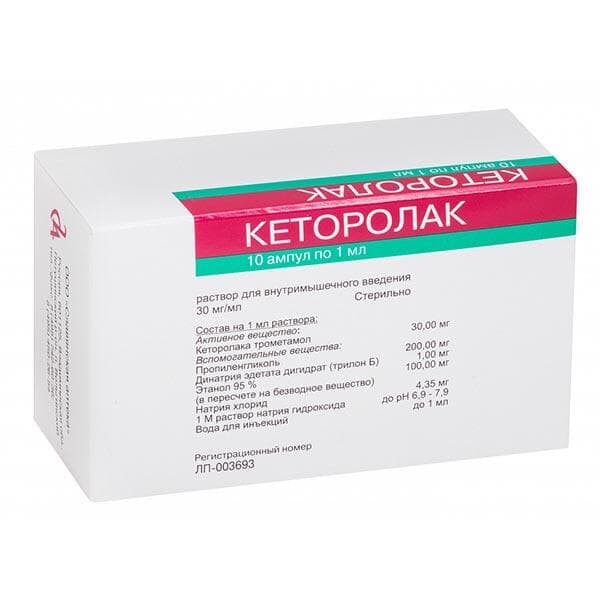 10 ампул по 1 мл
КЕТОРОЛАК
КЕТОРОЛАК
10 ампул по 1 мл
раствор для внутримышечного введения
30 мг/мл Стерильно
Состав на 1 мл раствора:
Активное вещество:
Кеторолака трометамол 30,00 мг
Вспомогательные вещества:
Пропиленгликоль 200,00 мг
Динатрия эдетата дигидрат (трилон Б) 1,00 мг
Этанол 95 % 100,00 мг
(в пересчете на безводное вещество)
Натрия хлорид 4,35 мг
1 М раствор натрия гидроксида до pH 6,9 - 7,9
Вода для инъекций до 1 мл
Регистрационный номер
ЛП-003693
ООО «Славянская аптека»